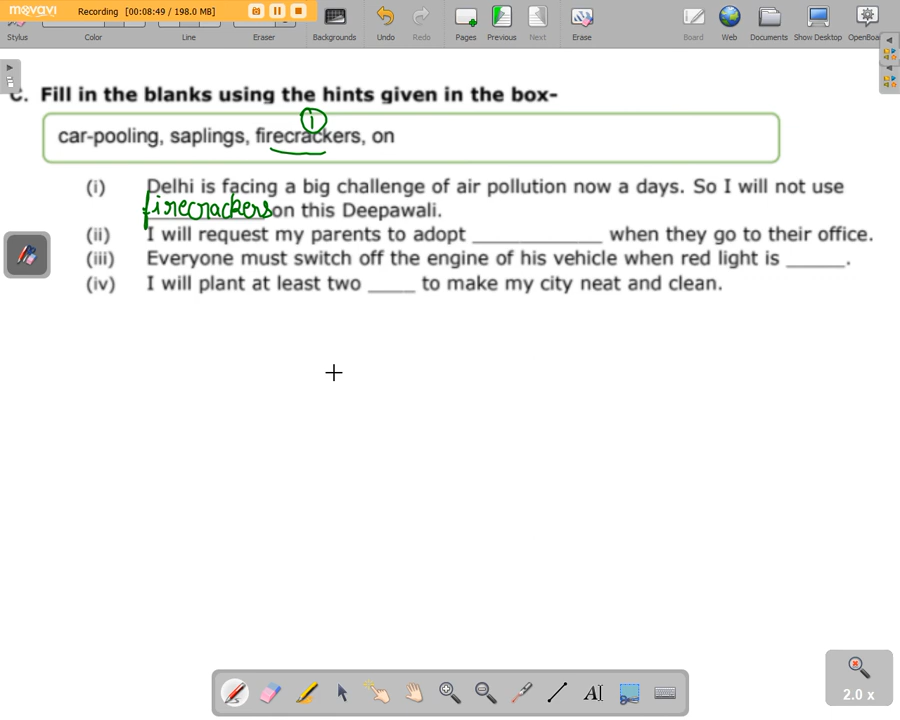 movavi Recording [00:08:49 / 198.0 MB]
Stylus Color Line Eraser Backgrounds Undo Redo Pages Previous Next Erase Board Web Documents Show Desktop OpenBoa
C. Fill in the blanks using the hints given in the box-
①
car-pooling, saplings, firecrackers, on
(i) Delhi is facing a big challenge of air pollution now a days. So I will not use
firecrackers on this Deepawali.
(ii) I will request my parents to adopt ____________ when they go to their office.
(iii) Everyone must switch off the engine of his vehicle when red light is _____.
(iv) I will plant at least two ____ to make my city neat and clean.
AI
2.0 x